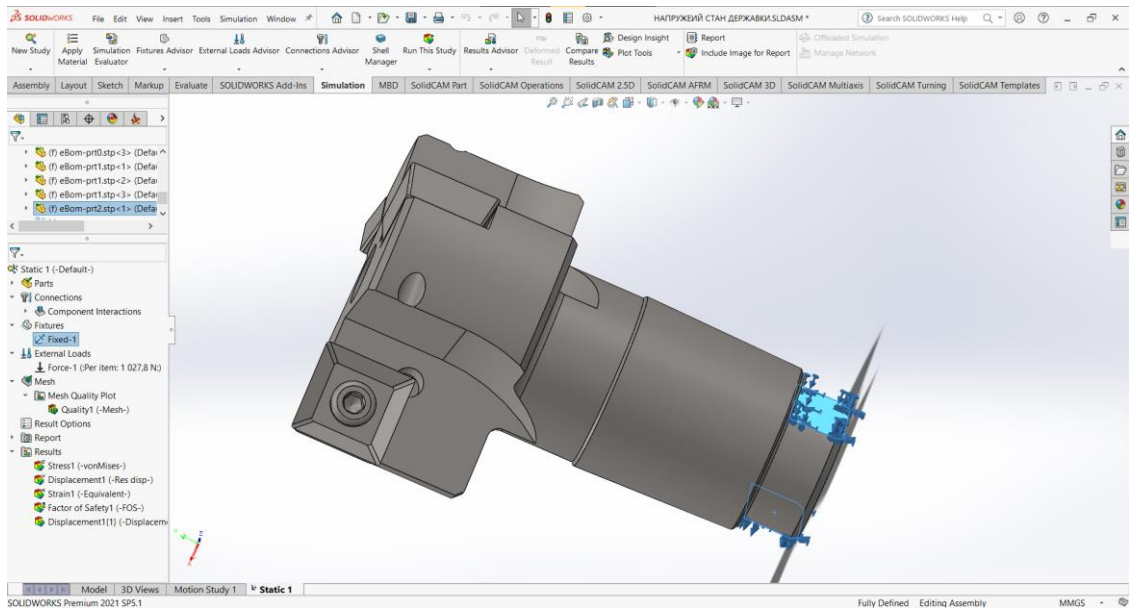 SOLIDWORKS File Edit View Insert Tools Simulation Window НАПРУЖЕИЙ СТАН ДЕРЖАВКИ.SLDASM * Search SOLIDWORKS Help
New Study Apply Material Simulation Evaluator Fixtures Advisor External Loads Advisor Connections Advisor Shell Manager Run This Study Results Advisor Deformed Result Compare Results Design Insight Plot Tools Report Include Image for Report Offloaded Simulation Manage Network
Assembly Layout Sketch Markup Evaluate SOLIDWORKS Add-Ins Simulation MBD SolidCAM Part SolidCAM Operations SolidCAM 2.5D SolidCAM AFRM SolidCAM 3D SolidCAM Multiaxis SolidCAM Turning SolidCAM Templates
(f) eBom-prt0.stp<3> (Defau
(f) eBom-prt1.stp<1> (Defau
(f) eBom-prt1.stp<2> (Defau
(f) eBom-prt1.stp<3> (Defau
(f) eBom-prt2.stp<1> (Defau
Static 1 (-Default-)
Parts
Connections
Component Interactions
Fixtures
Fixed-1
External Loads
Force-1 (:Per item: 1 027,8 N:)
Mesh
Mesh Quality Plot
Quality1 (-Mesh-)
Result Options
Report
Results
Stress1 (-vonMises-)
Displacement1 (-Res disp-)
Strain1 (-Equivalent-)
Factor of Safety1 (-FOS-)
Displacement1(1) (-Displacem
Y Z X
Model 3D Views Motion Study 1 Static 1
SOLIDWORKS Premium 2021 SP5.1 Fully Defined Editing Assembly MMGS